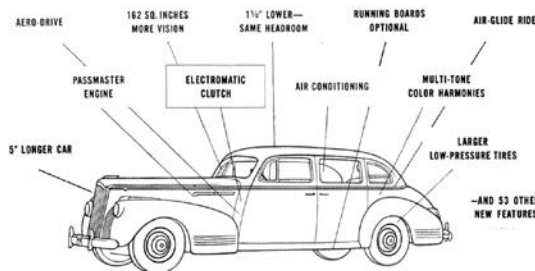 AERO-DRIVE
162 SQ. INCHES
MORE VISION
1½" LOWER—
SAME HEADROOM
RUNNING BOARDS
OPTIONAL
AIR-GLIDE RIDE
PASSMASTER
ENGINE
ELECTROMATIC
CLUTCH
AIR CONDITIONING
MULTI-TONE
COLOR HARMONIES
5" LONGER CAR
LARGER
LOW-PRESSURE TIRES
—AND 53 OTHE
NEW FEATURES